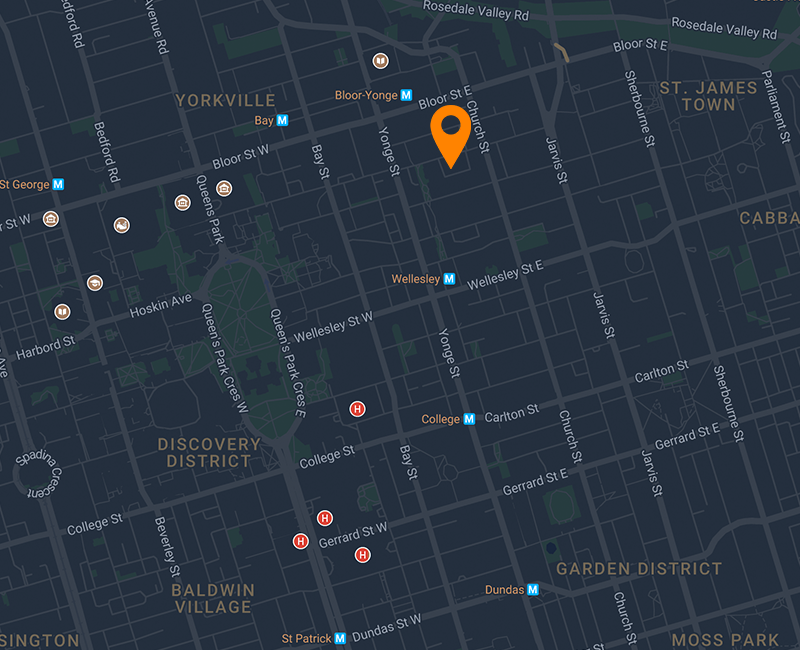 Rosedale Valley Rd
Rosedale Valley Rd
Bedford Rd
Avenue Rd
Bloor St E
Bloor-Yonge M
YORKVILLE
Bloor St E
ST. JAMES
TOWN
Sherbourne St
Parliament St
Bay M
Church St
Bedford Rd
Bloor St W
Bay St
Yonge St
Jarvis St
St George M
Queens Park
r St W
CABBA
Wellesley M
Wellesley St E
Hoskin Ave
Queen's Park Cres W
Queen's Park Cres E
Wellesley St W
Jarvis St
Harbord St
Ave
Yonge St
Carlton St
Sherbourne St
H
College M
Carlton St
Church St
Gerrard St E
DISCOVERY
DISTRICT
College St
Bay St
Jarvis St
Spadina Crescent
Gerrard St E
College St
Beverley St
H
Gerrard St W
H
H
GARDEN DISTRICT
BALDWIN
VILLAGE
Dundas M
Church St
Dundas St W
St Patrick M
SINGTON
St E
MOSS PARK